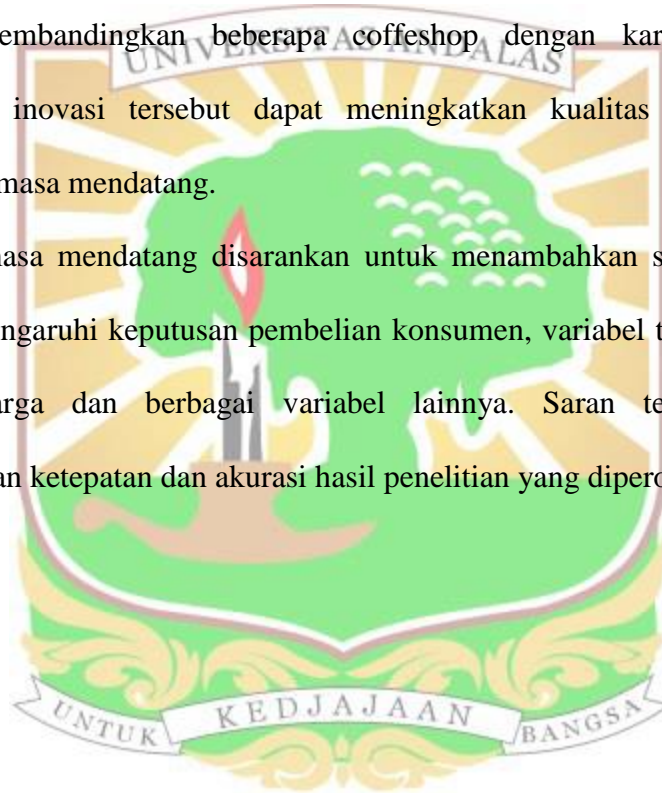 embandingkan beberapa coffeshop dengan kar
UNIVERSITAS ANDALAS
inovasi tersebut dapat meningkatkan kualitas
masa mendatang.
asa mendatang disarankan untuk menambahkan s
ngaruhi keputusan pembelian konsumen, variabel t
arga dan berbagai variabel lainnya. Saran te
an ketepatan dan akurasi hasil penelitian yang dipero
UNTUK KEDJAJAAN BANGSA